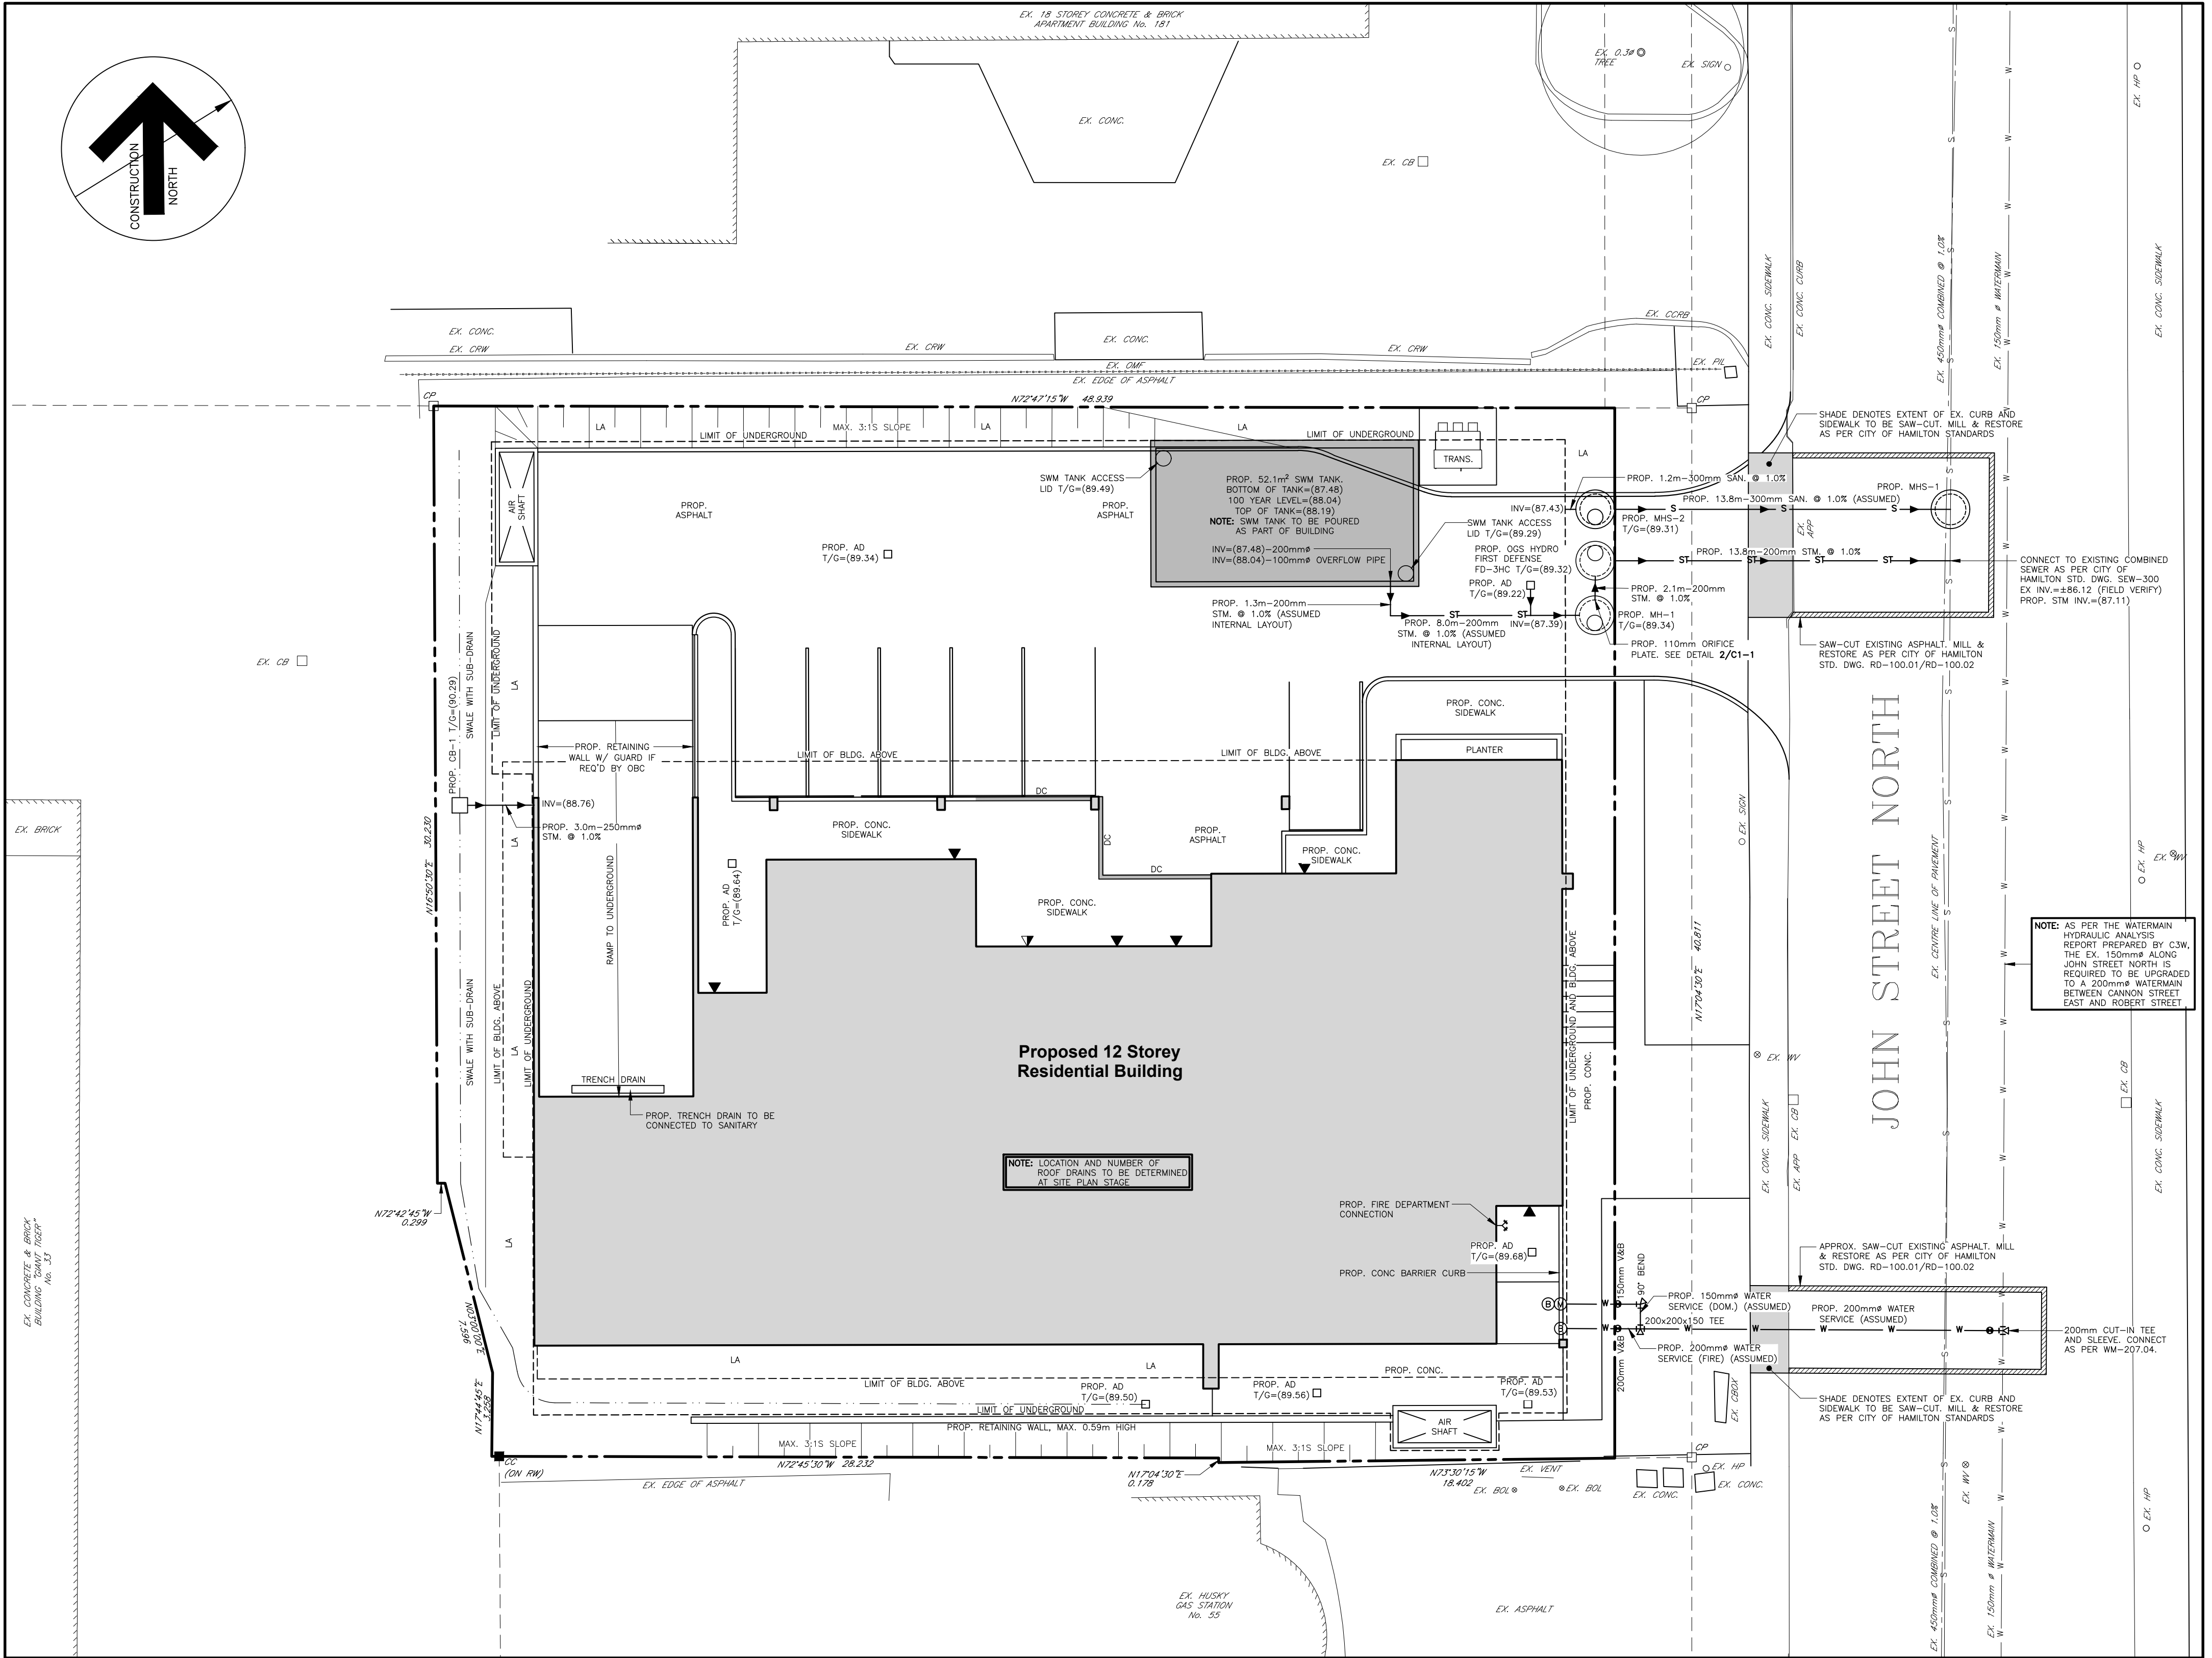 EX. 18 STOREY CONCRETE & BRICK
APARTMENT BUILDING No. 181
EX. 0.3ø
TREE
EX. SIGN
EX. HP
CONSTRUCTION
NORTH
EX. CONC.
EX. CB
EX. CONC. SIDEWALK
EX. CONC. CURB
EX. 450mmø COMBINED @ 1.0%
EX. 150mm ø WATERMAIN
EX. CONC. SIDEWALK
EX. CONC.
EX. CRW
EX. CRW
EX. CONC.
EX. CRW
EX. CCRB
EX. OMF
EX. EDGE OF ASPHALT
EX. PIL
CP
N72°47'15"W 48.939
CP
LA
MAX. 3:1S SLOPE
LA
LA
LIMIT OF UNDERGROUND
LIMIT OF UNDERGROUND
TRANS.
LA
SHADE DENOTES EXTENT OF EX. CURB AND
SIDEWALK TO BE SAW-CUT. MILL & RESTORE
AS PER CITY OF HAMILTON STANDARDS
AIR
SHAFT
PROP.
ASPHALT
SWM TANK ACCESS
LID T/G=(89.49)
PROP.
ASPHALT
PROP. 52.1m² SWM TANK.
BOTTOM OF TANK=(87.48)
100 YEAR LEVEL=(88.04)
TOP OF TANK=(88.19)
NOTE: SWM TANK TO BE POURED
AS PART OF BUILDING
INV=(87.48)-200mmø
INV=(88.04)-100mmø OVERFLOW PIPE
PROP. 1.2m-300mm SAN. @ 1.0%
PROP. 13.8m-300mm SAN. @ 1.0% (ASSUMED)
PROP. MHS-1
INV=(87.43)
PROP. MHS-2
T/G=(89.31)
S
S
S
EX. APP
SWM TANK ACCESS
LID T/G=(89.29)
PROP. OGS HYDRO
FIRST DEFENSE
FD-3HC T/G=(89.32)
PROP. AD
T/G=(89.34)
PROP. 13.8m-200mm STM. @ 1.0%
ST
ST
ST
ST
CONNECT TO EXISTING COMBINED
SEWER AS PER CITY OF
HAMILTON STD. DWG. SEW-300
EX INV.=±86.12 (FIELD VERIFY)
PROP. STM INV.=(87.11)
PROP. AD
T/G=(89.22)
PROP. 2.1m-200mm
STM. @ 1.0%
PROP. 1.3m-200mm
STM. @ 1.0% (ASSUMED
INTERNAL LAYOUT)
ST
ST
PROP. 8.0m-200mm
STM. @ 1.0% (ASSUMED
INTERNAL LAYOUT)
INV=(87.39)
PROP. MH-1
T/G=(89.34)
PROP. 110mm ORIFICE
PLATE. SEE DETAIL 2/C1-1
SAW-CUT EXISTING ASPHALT. MILL &
RESTORE AS PER CITY OF HAMILTON
STD. DWG. RD-100.01/RD-100.02
EX. CB
PROP. CB-1 T/G=(90.29)
SWALE WITH SUB-DRAIN
LIMIT OF UNDERGROUND
LA
PROP. CONC.
SIDEWALK
PLANTER
PROP. RETAINING
WALL W/ GUARD IF
REQ'D BY OBC
LIMIT OF BLDG. ABOVE
LIMIT OF BLDG. ABOVE
JOHN STREET NORTH
INV=(88.76)
PROP. 3.0m-250mmø
STM. @ 1.0%
DC
PROP. CONC.
SIDEWALK
DC
PROP.
ASPHALT
DC
PROP. CONC.
SIDEWALK
EX. BRICK
N16°50'30"E 30.230
LA
RAMP TO UNDERGROUND
PROP. AD
T/G=(89.64)
PROP. CONC.
SIDEWALK
EX. SIGN
EX. CENTRE LINE OF PAVEMENT
EX. HP
EX. WV
NOTE: AS PER THE WATERMAIN
HYDRAULIC ANALYSIS
REPORT PREPARED BY C3W,
THE EX. 150mmø ALONG
JOHN STREET NORTH IS
REQUIRED TO BE UPGRADED
TO A 200mmø WATERMAIN
BETWEEN CANNON STREET
EAST AND ROBERT STREET
N17°04'30"E 40.811
SWALE WITH SUB-DRAIN
LIMIT OF BLDG. ABOVE
LA
LIMIT OF UNDERGROUND
LIMIT OF UNDERGROUND AND BLDG. ABOVE
PROP. CONC.
Proposed 12 Storey
Residential Building
EX. WV
TRENCH DRAIN
PROP. TRENCH DRAIN TO BE
CONNECTED TO SANITARY
EX. CB
EX. CONC. SIDEWALK
EX. APP
EX. CB
EX. CONC. SIDEWALK
NOTE: LOCATION AND NUMBER OF
ROOF DRAINS TO BE DETERMINED
AT SITE PLAN STAGE
N72°42'45"W
0.299
LA
PROP. FIRE DEPARTMENT
CONNECTION
PROP. AD
T/G=(89.68)
PROP. CONC BARRIER CURB
150mm V&B
90° BEND
APPROX. SAW-CUT EXISTING ASPHALT. MILL
& RESTORE AS PER CITY OF HAMILTON
STD. DWG. RD-100.01/RD-100.02
EX. CONCRETE & BRICK
BUILDING "GIANT TIGER"
No. 33
N03°00'00"E
7.596
B M
W
PROP. 150mmø WATER
SERVICE (DOM.) (ASSUMED)
PROP. 200mmø WATER
SERVICE (ASSUMED)
200x200x150 TEE
B
W
W
W
W
W
W
200mm CUT-IN TEE
AND SLEEVE. CONNECT
AS PER WM-207.04.
PROP. 200mmø WATER
SERVICE (FIRE) (ASSUMED)
200mm V&B
LA
LA
PROP. CONC.
LIMIT OF BLDG. ABOVE
PROP. AD
T/G=(89.50)
PROP. AD
T/G=(89.56)
PROP. AD
T/G=(89.53)
EX. CBOX
SHADE DENOTES EXTENT OF EX. CURB AND
SIDEWALK TO BE SAW-CUT. MILL & RESTORE
AS PER CITY OF HAMILTON STANDARDS
N17°44'45"E
3.258
LIMIT OF UNDERGROUND
PROP. RETAINING WALL, MAX. 0.59m HIGH
AIR
SHAFT
MAX. 3:1S SLOPE
MAX. 3:1S SLOPE
CC
(ON RW)
N72°45'30"W 28.232
N17°04'30"E
0.178
N73°30'15"W
18.402
CP
EX. HP
EX. VENT
EX. EDGE OF ASPHALT
EX. BOL
EX. BOL
EX. CONC.
EX. CONC.
EX. WV
EX. HP
EX. 450mmø COMBINED @ 1.0%
EX. 150mm ø WATERMAIN
EX. HUSKY
GAS STATION
No. 55
EX. ASPHALT